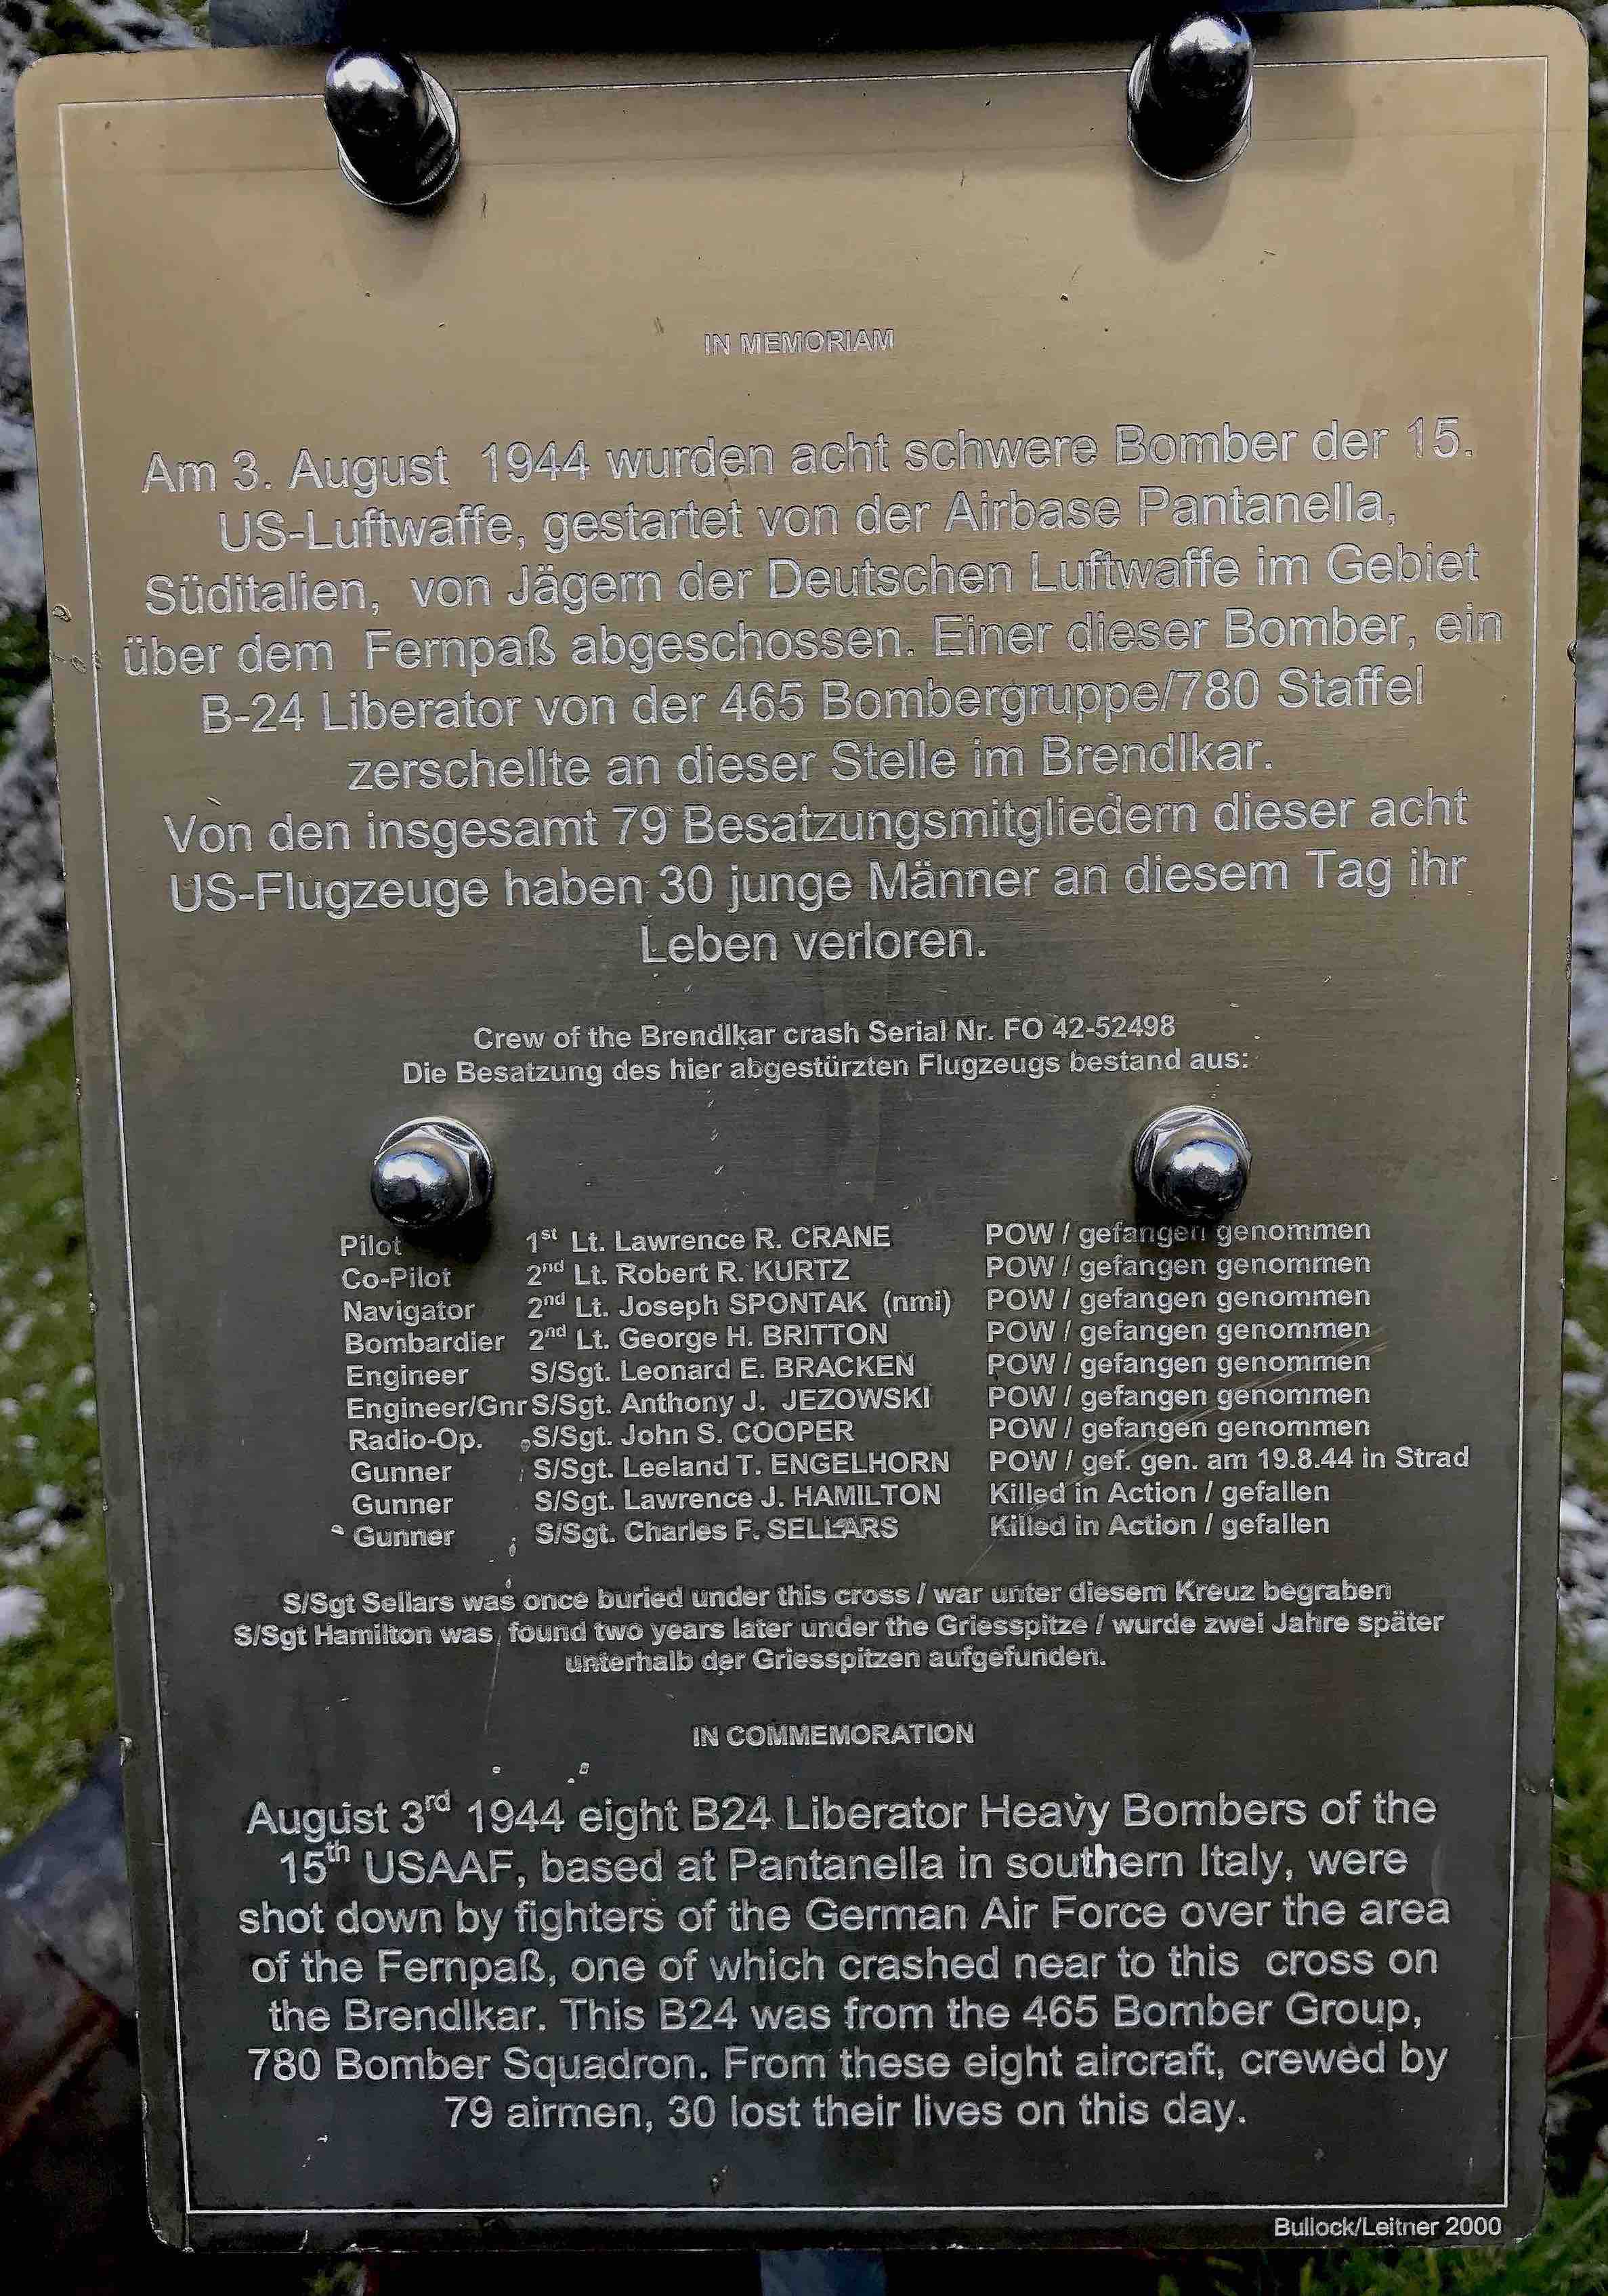 IN MEMORIAM
Am 3. August 1944 wurden acht schwere Bomber der 15.
US-Luftwaffe, gestartet von der Airbase Pantanella,
Süditalien, von Jägern der Deutschen Luftwaffe im Gebiet
über dem Fernpaß abgeschossen. Einer dieser Bomber, ein
B-24 Liberator von der 465 Bombergruppe/780 Staffel
zerschellte an dieser Stelle im Brendlkar.
Von den insgesamt 79 Besatzungsmitgliedern dieser acht
US-Flugzeuge haben 30 junge Männer an diesem Tag ihr
Leben verloren.
Crew of the Brendlkar crash Serial Nr. FO 42-52498
Die Besatzung des hier abgestürzten Flugzeugs bestand aus:
Pilot 1st Lt. Lawrence R. CRANE POW / gefangen genommen
Co-Pilot 2nd Lt. Robert R. KURTZ POW / gefangen genommen
Navigator 2nd Lt. Joseph SPONTAK (nmi) POW / gefangen genommen
Bombardier 2nd Lt. George H. BRITTON POW / gefangen genommen
Engineer S/Sgt. Leonard E. BRACKEN POW / gefangen genommen
Engineer/Gnr S/Sgt. Anthony J. JEZOWSKI POW / gefangen genommen
Radio-Op. S/Sgt. John S. COOPER POW / gefangen genommen
Gunner S/Sgt. Leeland T. ENGELHORN POW / gef. gen. am 19.8.44 in Strad
Gunner S/Sgt. Lawrence J. HAMILTON Killed in Action / gefallen
Gunner S/Sgt. Charles F. SELLARS Killed in Action / gefallen
S/Sgt Sellars was once buried under this cross / war unter diesem Kreuz begraben
S/Sgt Hamilton was found two years later under the Griesspitze / wurde zwei Jahre später
unterhalb der Griesspitzen aufgefunden.
IN COMMEMORATION
August 3rd 1944 eight B24 Liberator Heavy Bombers of the
15th USAAF, based at Pantanella in southern Italy, were
shot down by fighters of the German Air Force over the area
of the Fernpaß, one of which crashed near to this cross on
the Brendlkar. This B24 was from the 465 Bomber Group,
780 Bomber Squadron. From these eight aircraft, crewed by
79 airmen, 30 lost their lives on this day.
Bullock/Leitner 2000